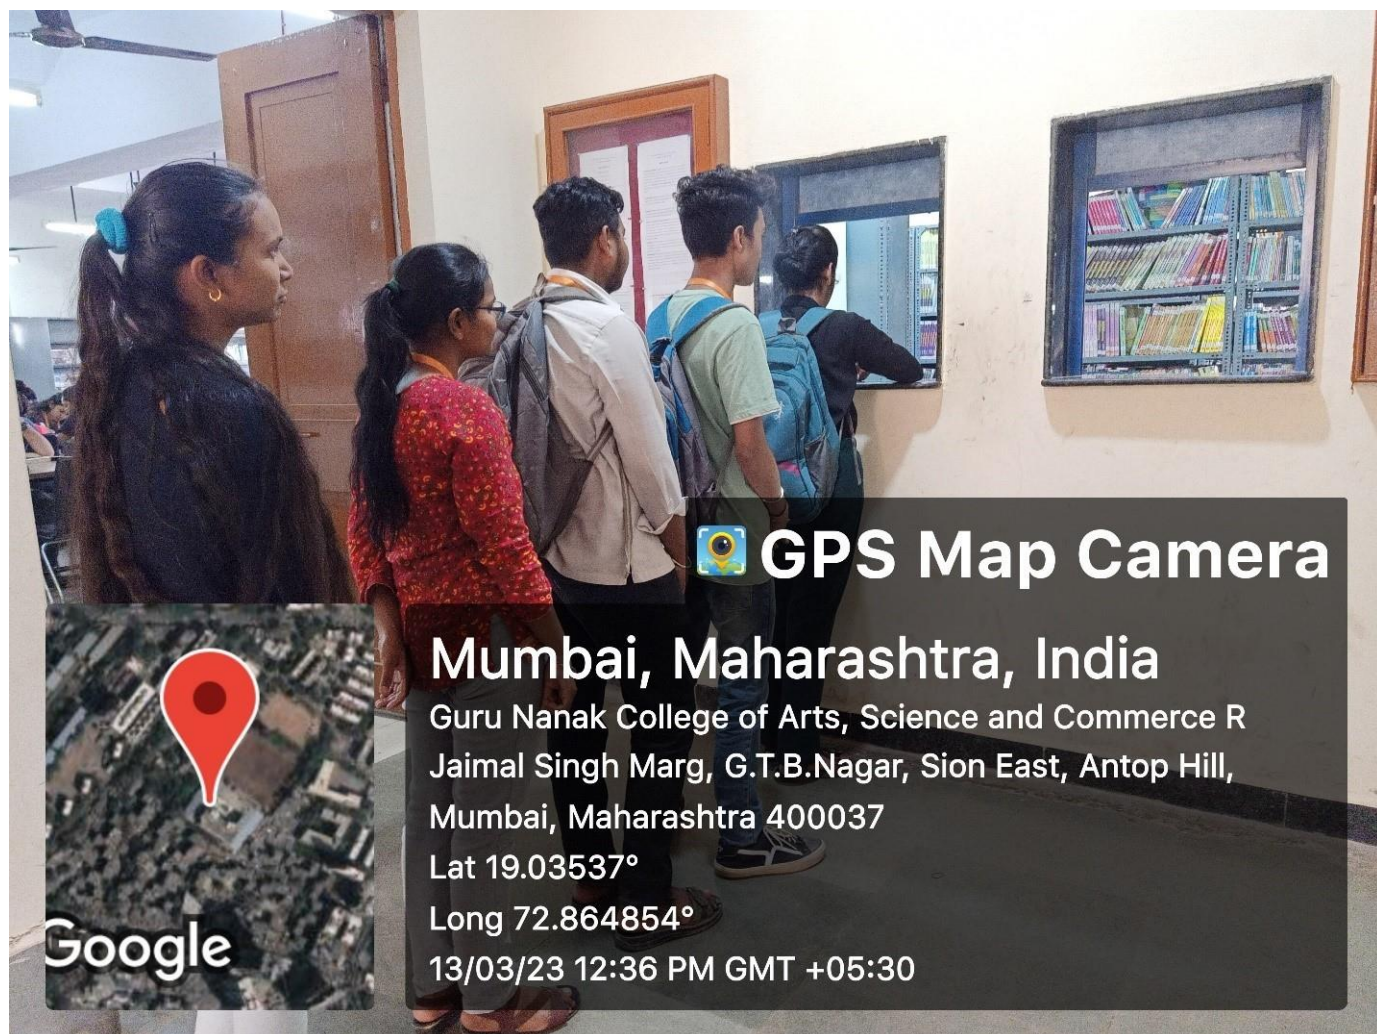 GPS Map Camera
Mumbai, Maharashtra, India
Guru Nanak College of Arts, Science and Commerce R
Jaimal Singh Marg, G.T.B.Nagar, Sion East, Antop Hill,
Mumbai, Maharashtra 400037
Lat 19.03537°
Long 72.864854°
13/03/23 12:36 PM GMT +05:30
Google